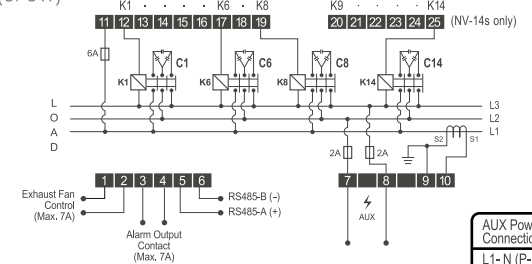 K1 K6 K8 K9 K14
11 12 13 14 15 16 17 18 19 20 21 22 23 24 25 (NV-14s only)
6A
C1 C6 C8 C14
K1 K6 K8 K14
L L3
O L2
A L1
D
S2 S1
2A 2A
1 2 3 4 5 6 7 8 9 10
Exhaust Fan
Control
(Max. 7A)
RS485-B (–)
RS485-A (+)
AUX
Alarm Output
Contact
(Max. 7A)
AUX Pow
Connectio
L1- N (P-